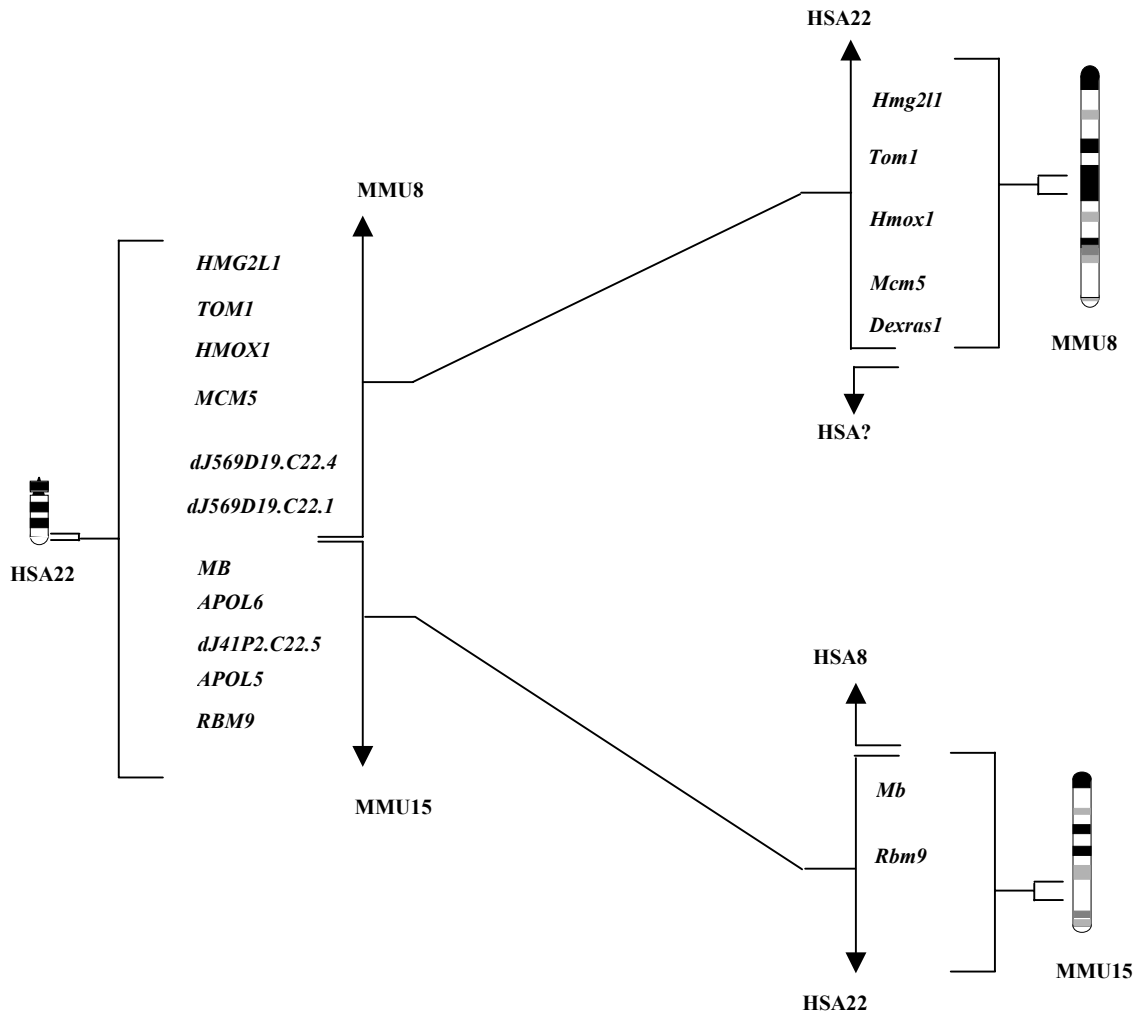 HSA22
MMU8
HMG2L1
TOM1
HMOX1
MCM5
dJ569D19.C22.4
dJ569D19.C22.1
MB
APOL6
dJ41P2.C22.5
APOL5
RBM9
MMU15
HSA22
Hmg2l1
Tom1
Hmox1
Mcm5
Dexras1
MMU8
HSA?
HSA8
Mb
Rbm9
HSA22
MMU15